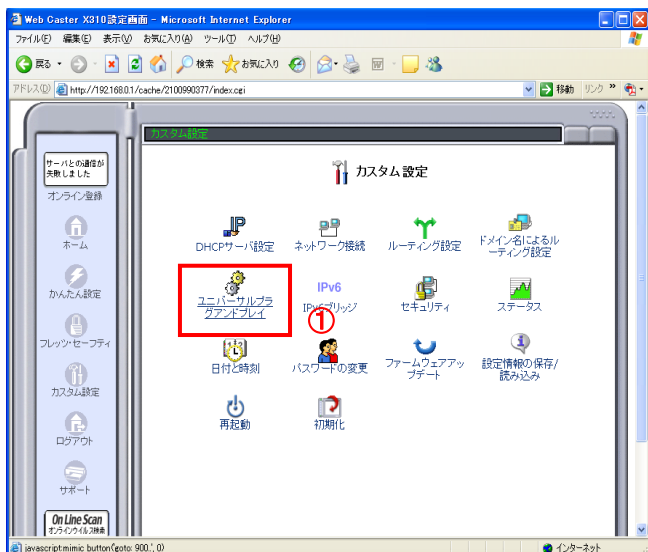 Web Caster X310設定画面 - Microsoft Internet Explorer
ファイル(F) 編集(E) 表示(V) お気に入り(A) ツール(T) ヘルプ(H)
戻る 検索 お気に入り
アドレス(D) http://192.168.0.1/cache/2100990377/index.cgi 移動 リンク »
カスタム設定
サーバとの通信が
失敗しました
オンライン登録
ホーム
かんたん設定
フレッツ・セーフティ
カスタム設定
ログアウト
サポート
On Line Scan
オンラインウイルス検索
カスタム 設定
DHCPサーバ設定
ネットワーク接続
ルーティング設定
ドメイン名によるル
ーティング設定
ユニバーサルプラ
グアンドプレイ
①
IPv6
IPv6ブリッジ
セキュリティ
ステータス
日付と時刻
パスワードの変更
ファームウェアアッ
プデート
設定情報の保存/
読み込み
再起動
初期化
javascript:mimic_button('goto: 900..', 0)
インターネット